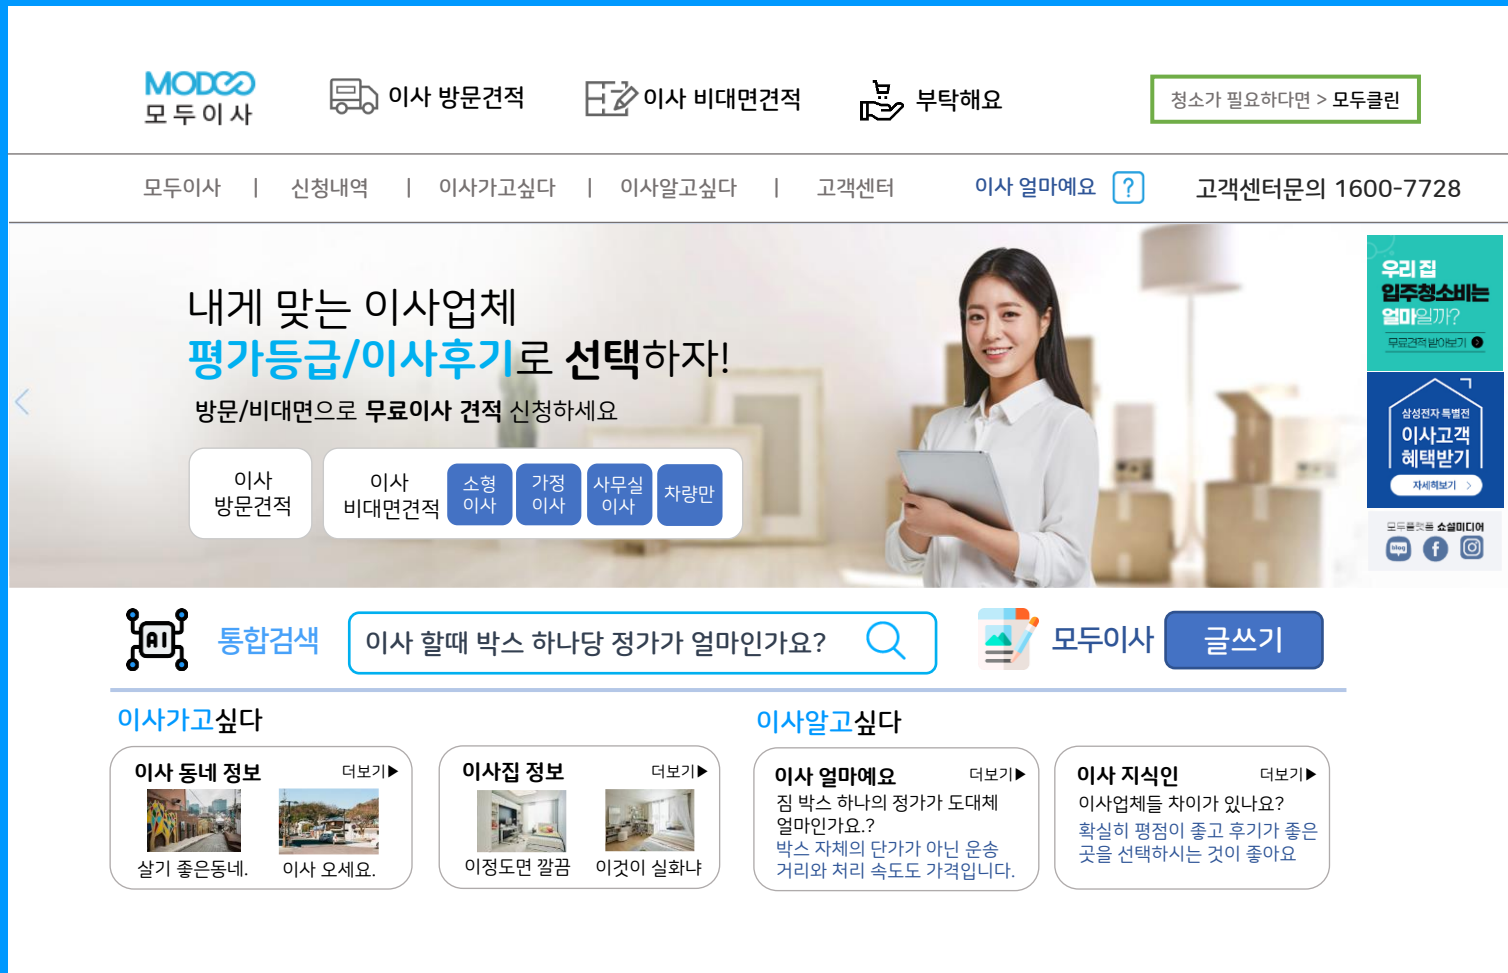 MODOO
모두이사
이사 방문견적
이사 비대면견적
부탁해요
청소가 필요하다면 > 모두클린
모두이사 | 신청내역 | 이사가고싶다 | 이사알고싶다 | 고객센터
이사 얼마예요 ?
고객센터문의 1600-7728
내게 맞는 이사업체
평가등급/이사후기로 선택하자!
방문/비대면으로 무료이사 견적 신청하세요
이사
방문견적
이사
비대면견적
소형
이사
가정
이사
사무실
이사
차량만
우리 집
입주청소비는
얼마일까?
무료견적 받아보기
삼성전자 특별전
이사고객
혜택받기
자세히보기 >
모두플랫폼 쇼셜미디어
blog
AI
통합검색
이사 할때 박스 하나당 정가가 얼마인가요?
모두이사
글쓰기
이사가고싶다
이사 동네 정보
더보기▶
살기 좋은동네.
이사 오세요.
이사집 정보
더보기▶
이정도면 깔끔
이것이 실화냐
이사알고싶다
이사 얼마예요
더보기▶
짐 박스 하나의 정가가 도대체
얼마인가요.?
박스 자체의 단가가 아닌 운송
거리와 처리 속도도 가격입니다.
이사 지식인
더보기▶
이사업체들 차이가 있나요?
확실히 평점이 좋고 후기가 좋은
곳을 선택하시는 것이 좋아요